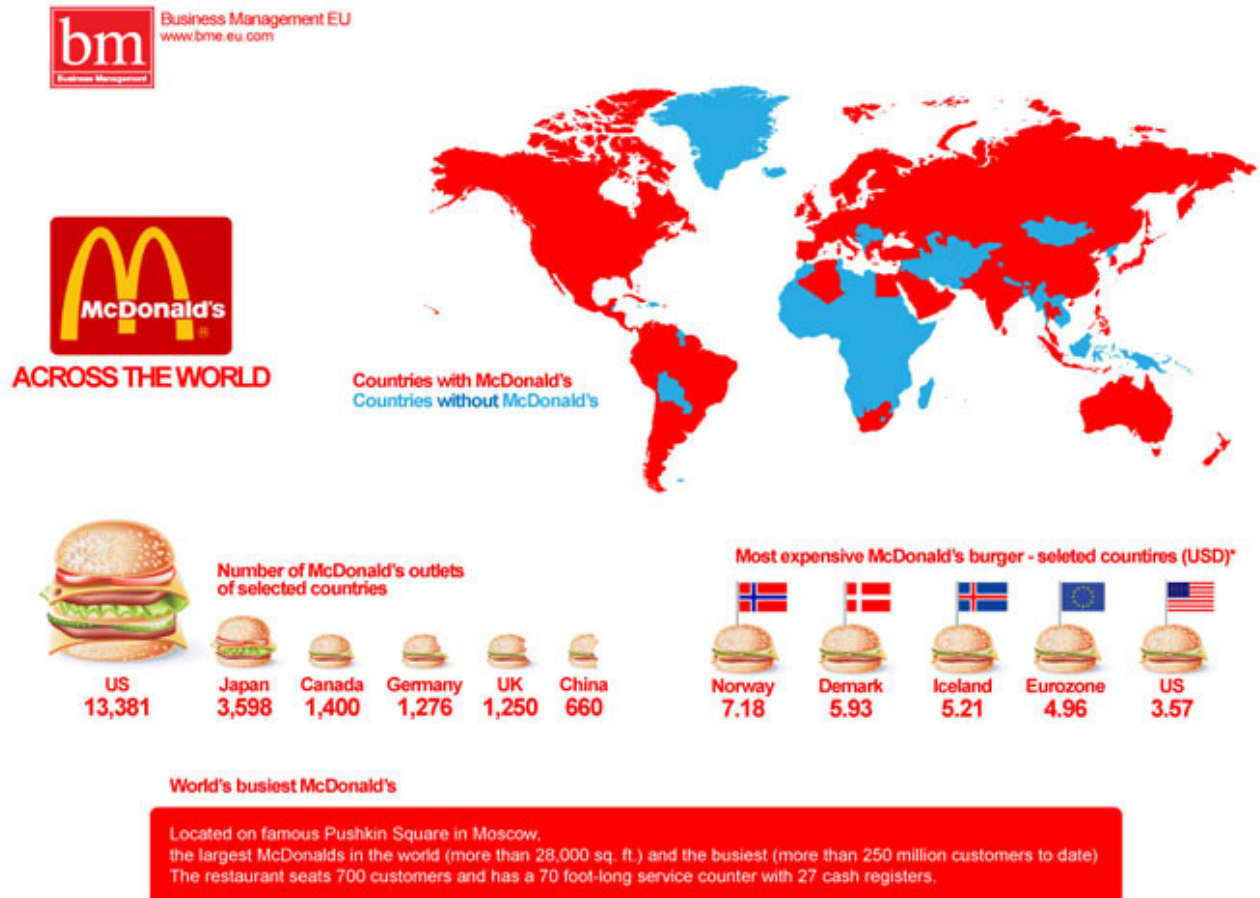 bm
Business Management
Business Management EU
www.bme.eu.com
McDonald's
®
ACROSS THE WORLD
Countries with McDonald's
Countries without McDonald's
Number of McDonald's outlets
of selected countries
US
13,381
Japan
3,598
Canada
1,400
Germany
1,276
UK
1,250
China
660
Most expensive McDonald's burger - seleted countires (USD)*
Norway
7.18
Demark
5.93
Iceland
5.21
Eurozone
4.96
US
3.57
World's busiest McDonald's
Located on famous Pushkin Square in Moscow,
the largest McDonalds in the world (more than 28,000 sq. ft.) and the busiest (more than 250 million customers to date)
The restaurant seats 700 customers and has a 70 foot-long service counter with 27 cash registers.